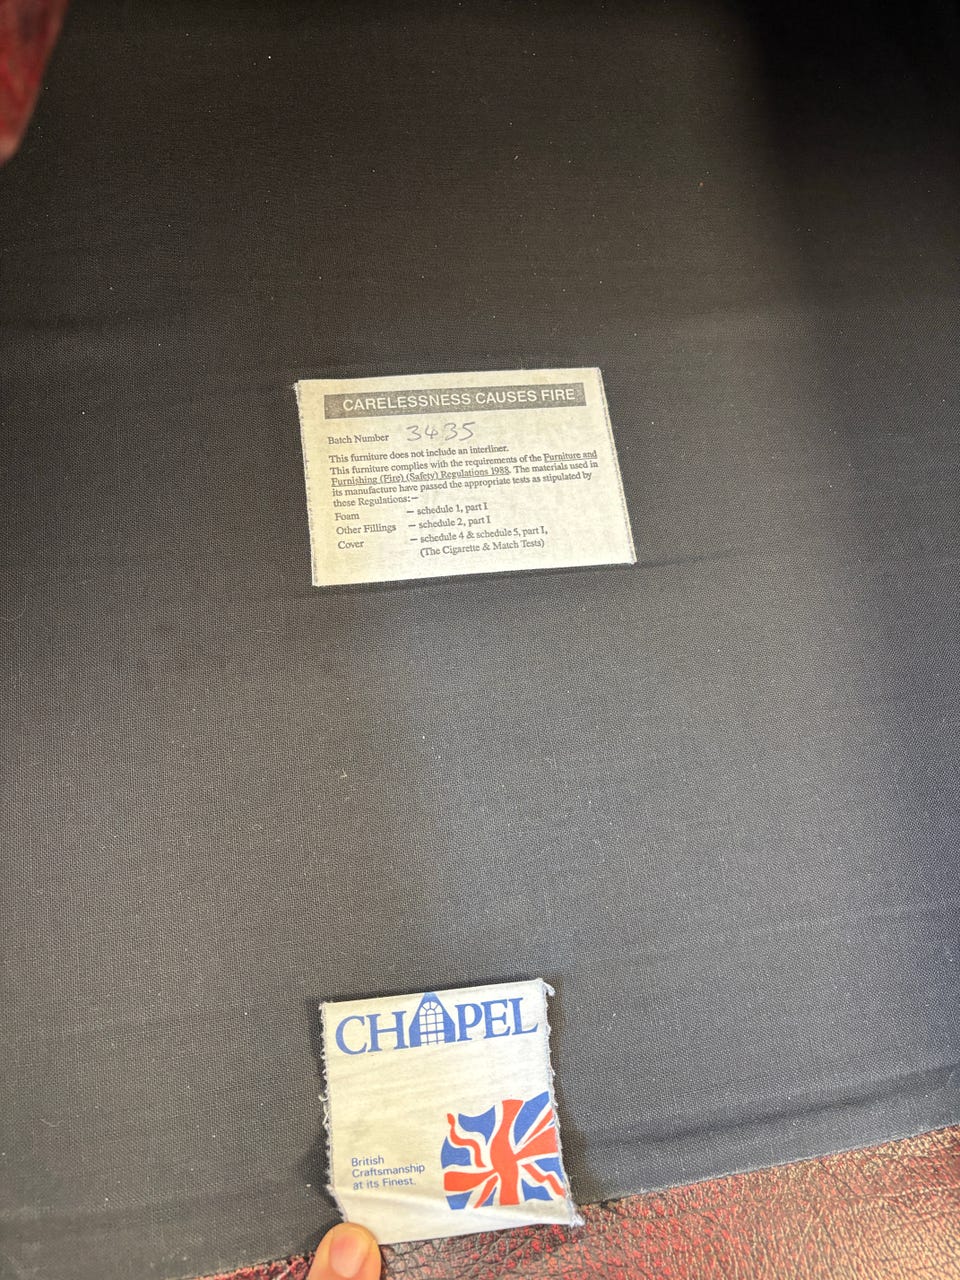 CARELESSNESS CAUSES FIRE
Batch Number 3435
This furniture does not include an interliner.
This furniture complies with the requirements of the Furniture and
Furnishing (Fire) (Safety) Regulations 1988. The materials used in
its manufacture have passed the appropriate tests as stipulated by
these Regulations:—
Foam — schedule 1, part I
Other Fillings — schedule 2, part I
Cover — schedule 4 & schedule 5, part I,
(The Cigarette & Match Tests)
CHAPEL
British
Craftsmanship
at its Finest.